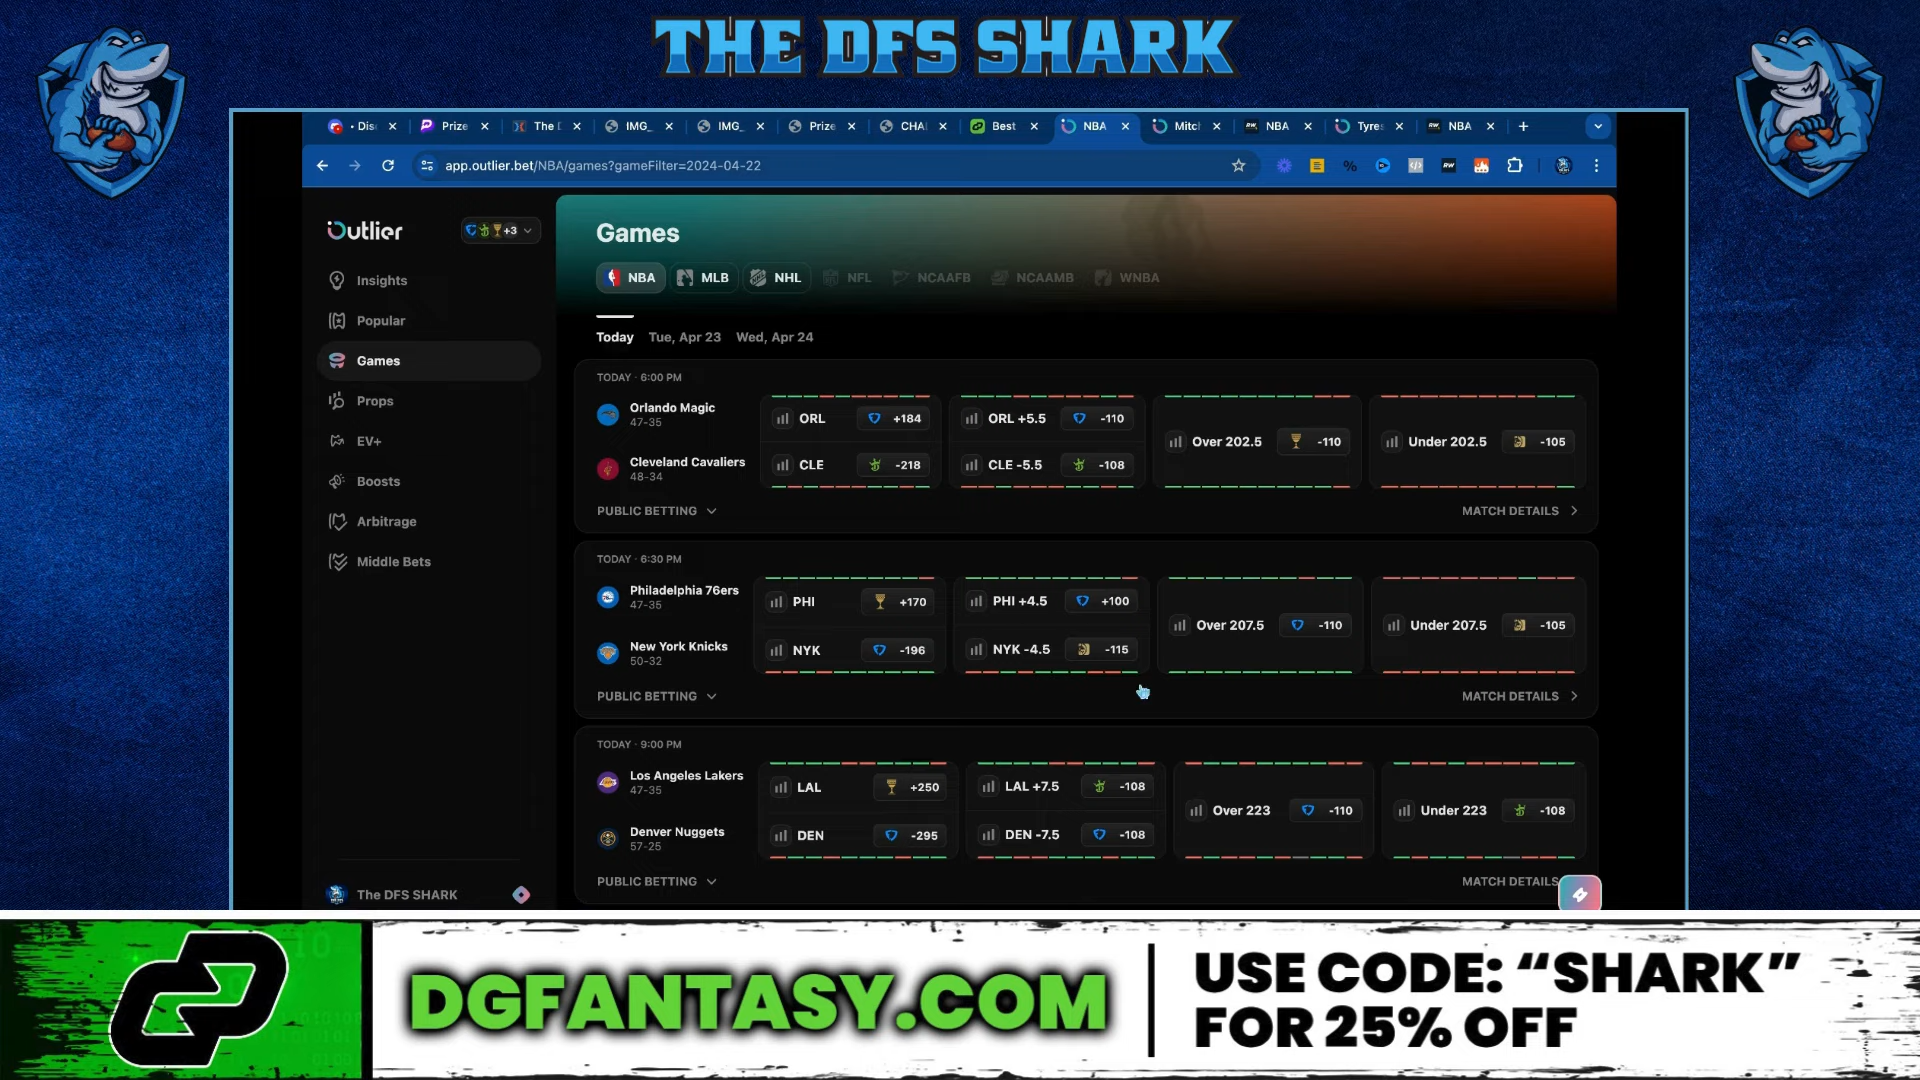 THE DFS SHARK
Dis
Prize
The D
IMG_
IMG_
Prize
CHA
Best
NBA
Mitch
NBA
Tyres
NBA
app.outlier.bet/NBA/games?gameFilter=2024-04-22
Outlier
+3
Insights
Popular
Games
Props
EV+
Boosts
Arbitrage
Middle Bets
The DFS SHARK
Games
NBA MLB NHL NFL NCAAFB NCAAMB WNBA
Today Tue, Apr 23 Wed, Apr 24
TODAY · 6:00 PM
Orlando Magic
47-35
Cleveland Cavaliers
48-34
ORL +184
CLE -218
ORL +5.5 -110
CLE -5.5 -108
Over 202.5 -110
Under 202.5 -105
PUBLIC BETTING
MATCH DETAILS
TODAY · 6:30 PM
Philadelphia 76ers
47-35
New York Knicks
50-32
PHI +170
NYK -196
PHI +4.5 +100
NYK -4.5 -115
Over 207.5 -110
Under 207.5 -105
PUBLIC BETTING
MATCH DETAILS
TODAY · 9:00 PM
Los Angeles Lakers
47-35
Denver Nuggets
57-25
LAL +250
DEN -295
LAL +7.5 -108
DEN -7.5 -108
Over 223 -110
Under 223 -108
PUBLIC BETTING
MATCH DETAILS
DGFANTASY.COM
USE CODE: “SHARK”
FOR 25% OFF